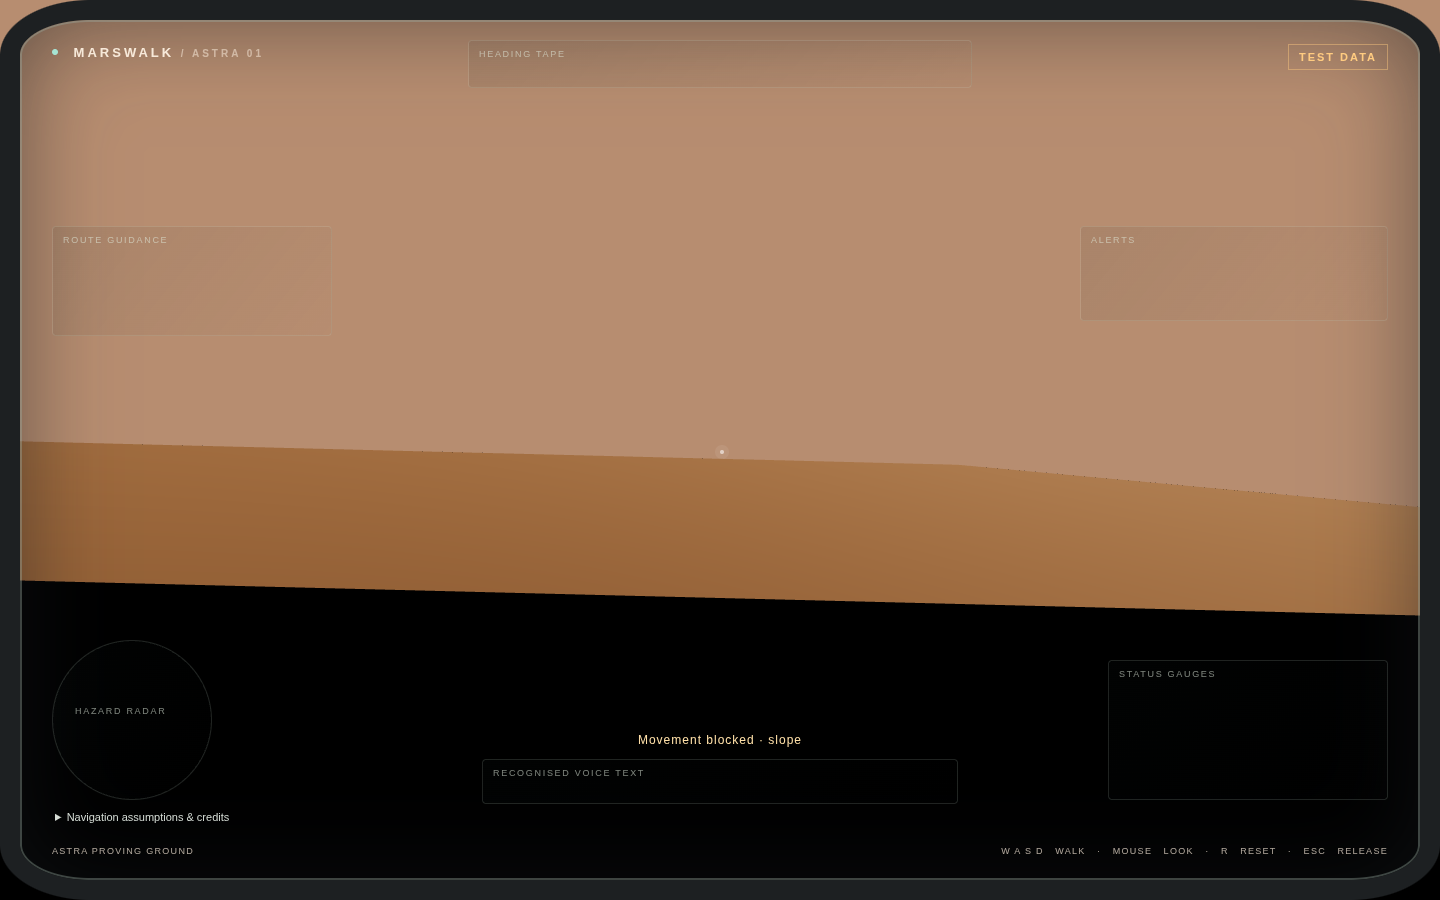 MARSWALK / ASTRA 01
HEADING TAPE
TEST DATA
ROUTE GUIDANCE
ALERTS
HAZARD RADAR
STATUS GAUGES
Movement blocked · slope
RECOGNISED VOICE TEXT
Navigation assumptions & credits
ASTRA PROVING GROUND
W A S D WALK · MOUSE LOOK · R RESET · ESC RELEASE